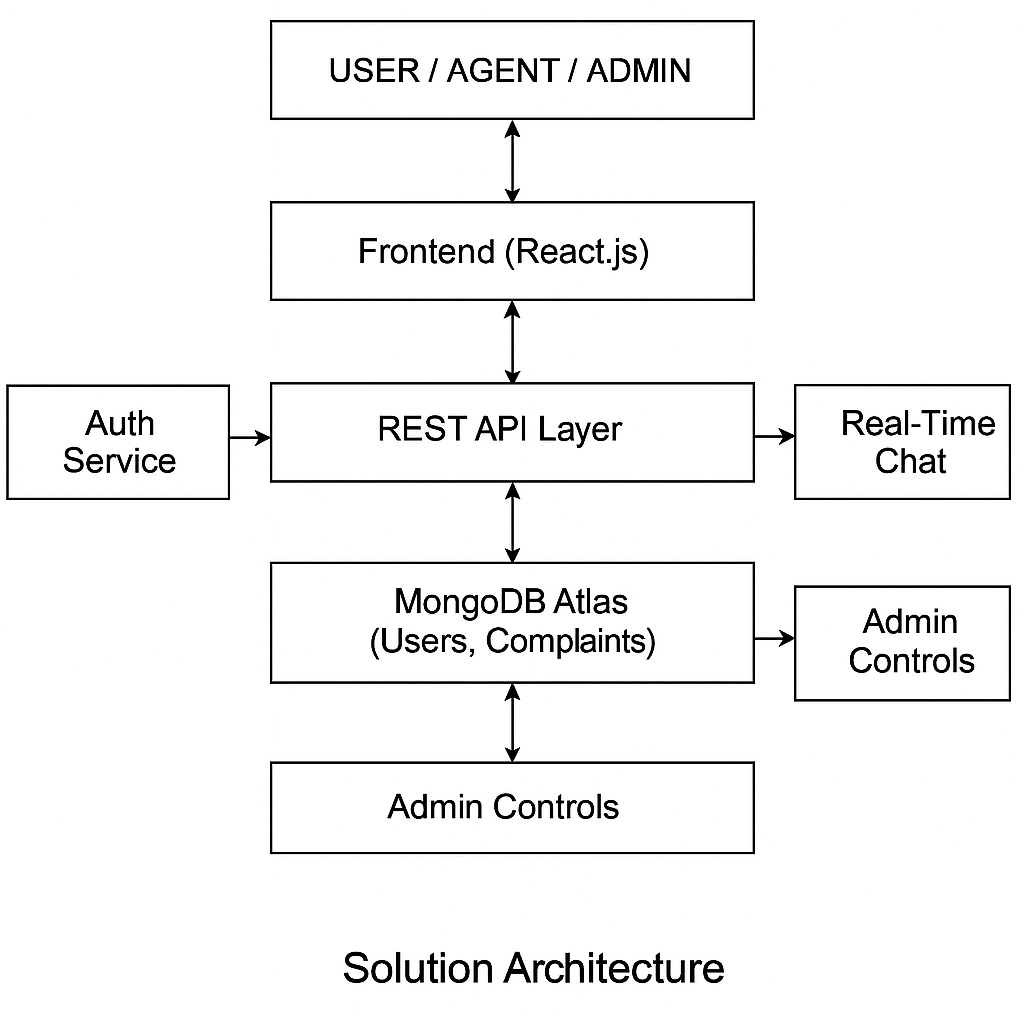 USER / AGENT / ADMIN
Frontend (React.js)
Auth
Service
REST API Layer
Real-Time
Chat
MongoDB Atlas
(Users, Complaints)
Admin
Controls
Admin Controls
Solution Architecture